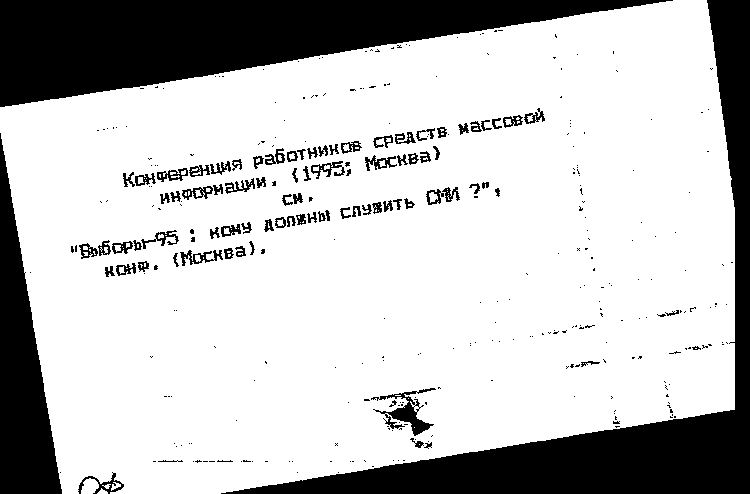 Конференция работников средств массовой
информации. (1995; Москва)
см.
"Выборы-95 : кому должны служить СМИ ?",
конф. (Москва).